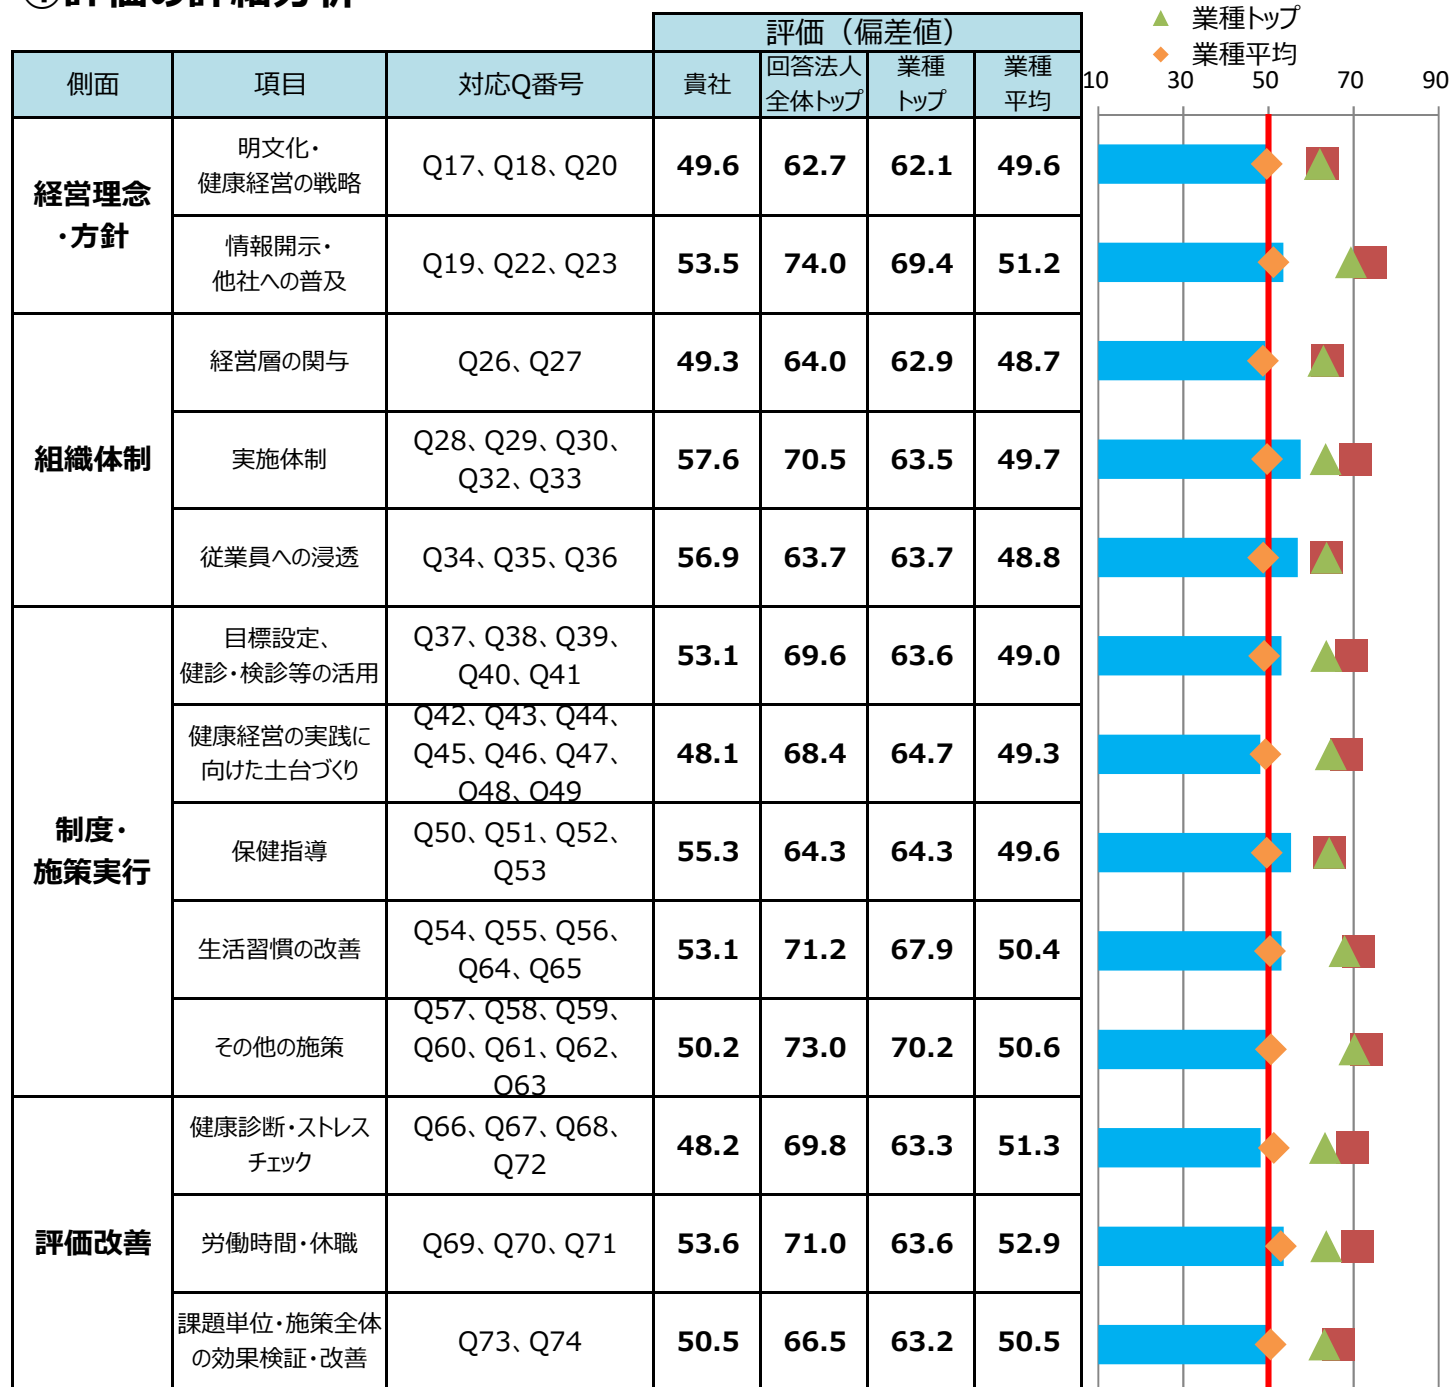 ①評価の詳細分析
▲ 業種トップ
◆ 業種平均
評価（偏差値）
側面 項目 対応Q番号 貴社 回答法人 業種 業種
全体トップ トップ 平均
10 30 50 70 90
経営理念
・方針
明文化・
健康経営の戦略
Q17、Q18、Q20 49.6 62.7 62.1 49.6
情報開示・
他社への普及
Q19、Q22、Q23 53.5 74.0 69.4 51.2
組織体制
経営層の関与 Q26、Q27 49.3 64.0 62.9 48.7
実施体制
Q28、Q29、Q30、
Q32、Q33
57.6 70.5 63.5 49.7
従業員への浸透 Q34、Q35、Q36 56.9 63.7 63.7 48.8
制度・
施策実行
目標設定、
健診・検診等の活用
Q37、Q38、Q39、
Q40、Q41
53.1 69.6 63.6 49.0
健康経営の実践に
向けた土台づくり
Q42、Q43、Q44、
Q45、Q46、Q47、
Q48、Q49
48.1 68.4 64.7 49.3
保健指導
Q50、Q51、Q52、
Q53
55.3 64.3 64.3 49.6
生活習慣の改善
Q54、Q55、Q56、
Q64、Q65
53.1 71.2 67.9 50.4
その他の施策
Q57、Q58、Q59、
Q60、Q61、Q62、
Q63
50.2 73.0 70.2 50.6
評価改善
健康診断・ストレス
チェック
Q66、Q67、Q68、
Q72
48.2 69.8 63.3 51.3
労働時間・休職 Q69、Q70、Q71 53.6 71.0 63.6 52.9
課題単位・施策全体
の効果検証・改善
Q73、Q74 50.5 66.5 63.2 50.5